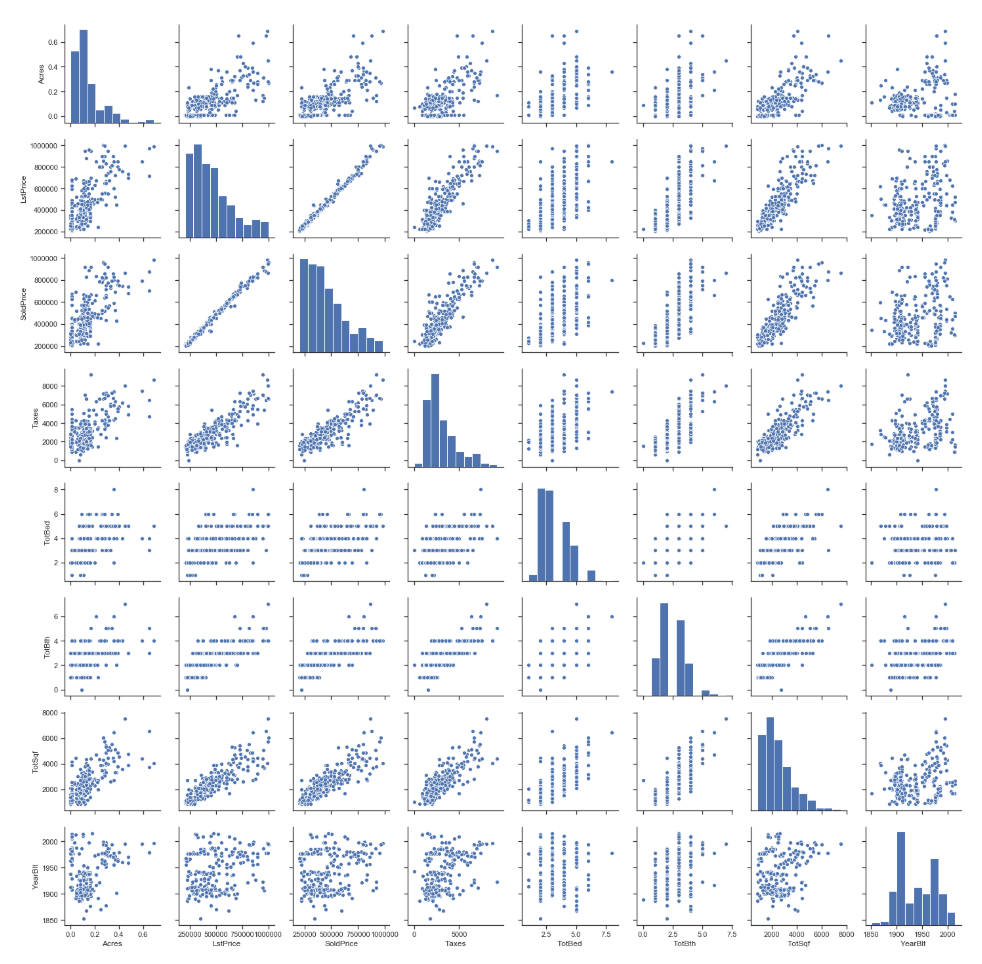 0.6
0.4
0.2
0.0
Acres
1000000
800000
600000
400000
200000
LstPrice
1000000
800000
600000
400000
200000
SoldPrice
8000
6000
4000
2000
0
Taxes
8
6
4
2
TotBed
6
4
2
0
TotBth
8000
6000
4000
2000
TotSqf
2000
1950
1900
1850
YearBlt
0.0 0.2 0.4 0.6
250000 500000 750000 1000000
250000 500000 750000 1000000
0 5000
2.5 5.0 7.5
0.0 2.5 5.0 7.5
2000 4000 6000 8000
1850 1900 1950 2000
Acres LstPrice SoldPrice Taxes TotBed TotBth TotSqf YearBlt